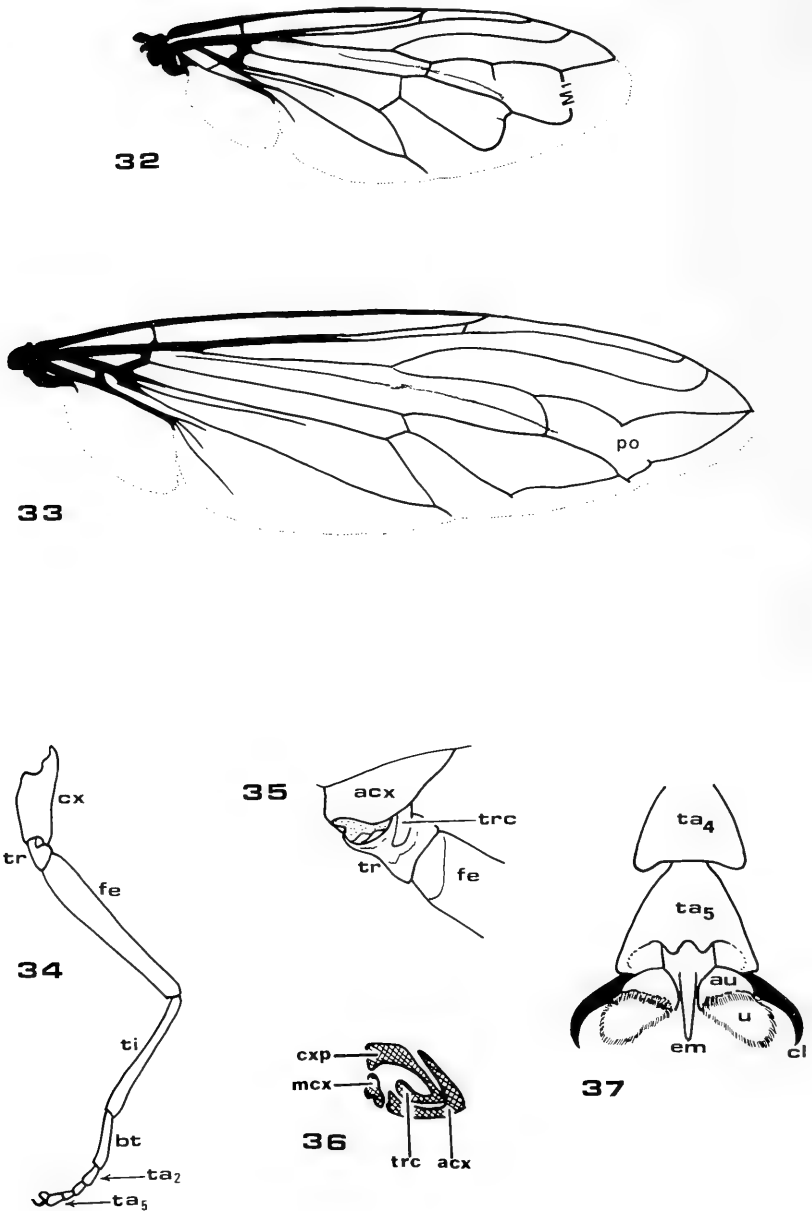 M1
32
po
33
cx
tr
fe
34
ti
bt
ta2
ta5
35
acx
trc
tr
fe
cxp
mcx
36
trc acx
ta4
ta5
au
u
em
cl
37